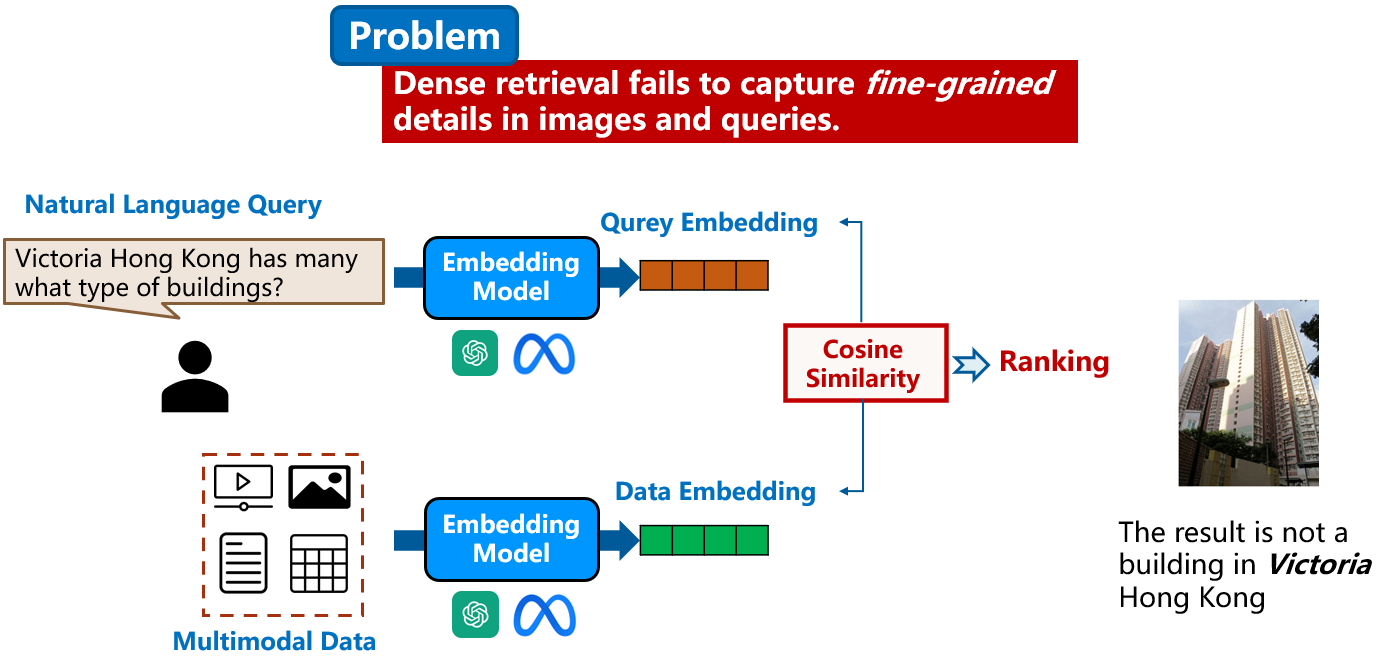 Problem
Dense retrieval fails to capture fine-grained
details in images and queries.
Natural Language Query
Victoria Hong Kong has many
what type of buildings?
Embedding
Model
Qurey Embedding
Cosine
Similarity
Ranking
Multimodal Data
Embedding
Model
Data Embedding
The result is not a
building in Victoria
Hong Kong